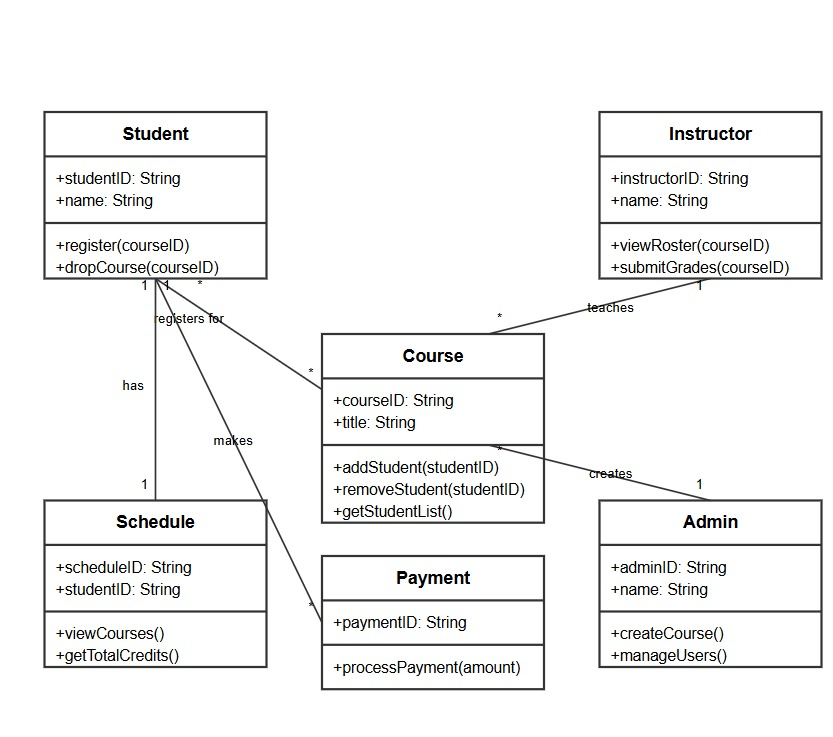 Student
+studentID: String
+name: String
+register(courseID)
+dropCourse(courseID)
Instructor
+instructorID: String
+name: String
+viewRoster(courseID)
+submitGrades(courseID)
1
1
*
registers for
*
1
teaches
*
Course
+courseID: String
+title: String
+addStudent(studentID)
+removeStudent(studentID)
+getStudentList()
has
1
makes
*
*
creates
1
Schedule
+scheduleID: String
+studentID: String
+viewCourses()
+getTotalCredits()
Payment
+paymentID: String
+processPayment(amount)
Admin
+adminID: String
+name: String
+createCourse()
+manageUsers()